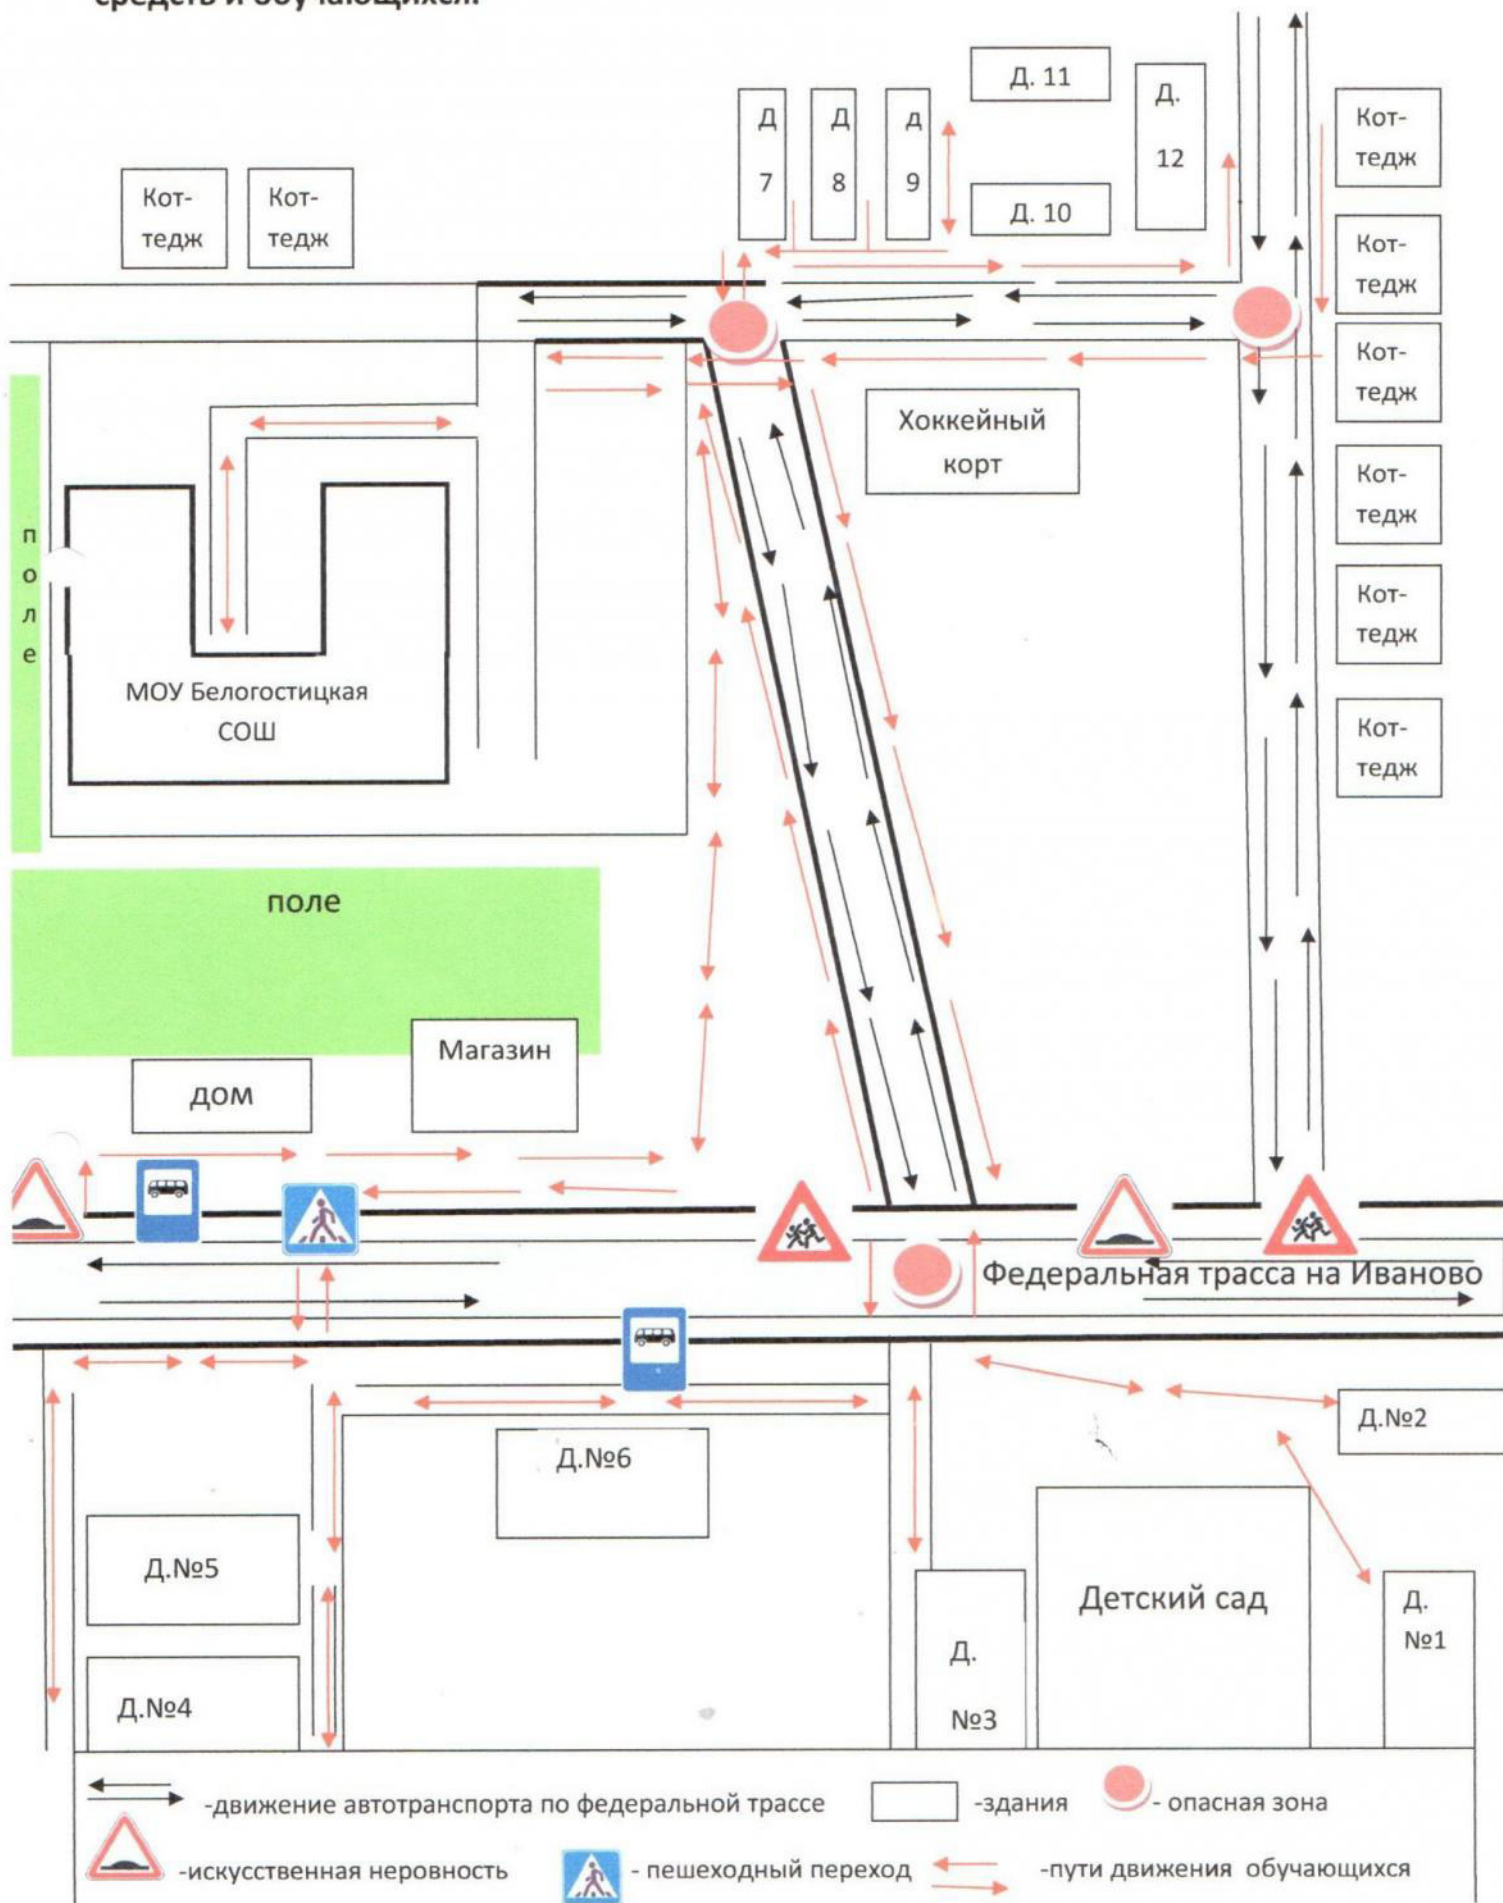 средств и обучающихся.
Д. 11
Д.
12
Д
7
Д
8
д
9
Д. 10
Кот-
тедж
Кот-
тедж
Кот-
тедж
Кот-
тедж
Кот-
тедж
Кот-
тедж
Кот-
тедж
Кот-
тедж
Хоккейный
корт
п
о
л
е
МОУ Белогостицкая
СОШ
поле
Магазин
дом
Федеральная трасса на Иваново
Д.№2
Д.№6
Д.№5
Детский сад
Д.
№1
Д.
№3
Д.№4
-движение автотранспорта по федеральной трассе
-здания
- опасная зона
-искусственная неровность
- пешеходный переход
-пути движения обучающихся